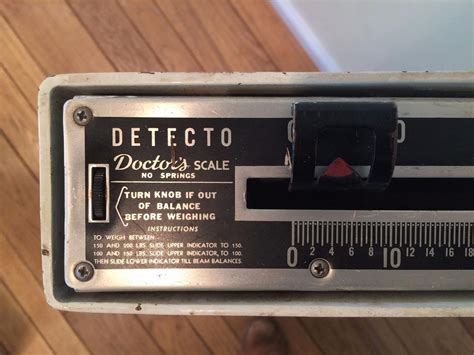 DETECTO
Doctor's SCALE
NO SPRINGS
TURN KNOB IF OUT
OF BALANCE
BEFORE WEIGHING
INSTRUCTIONS
TO WEIGH BETWEEN
150 AND 200 LBS. SLIDE UPPER INDICATOR TO 150.
100 AND 150 LBS. SLIDE UPPER INDICATOR, TO 100.
THEN SLIDE LOWER INDICATOR TILL BEAM BALANCES.
0 2 4 6 8 10 12 14 16 18